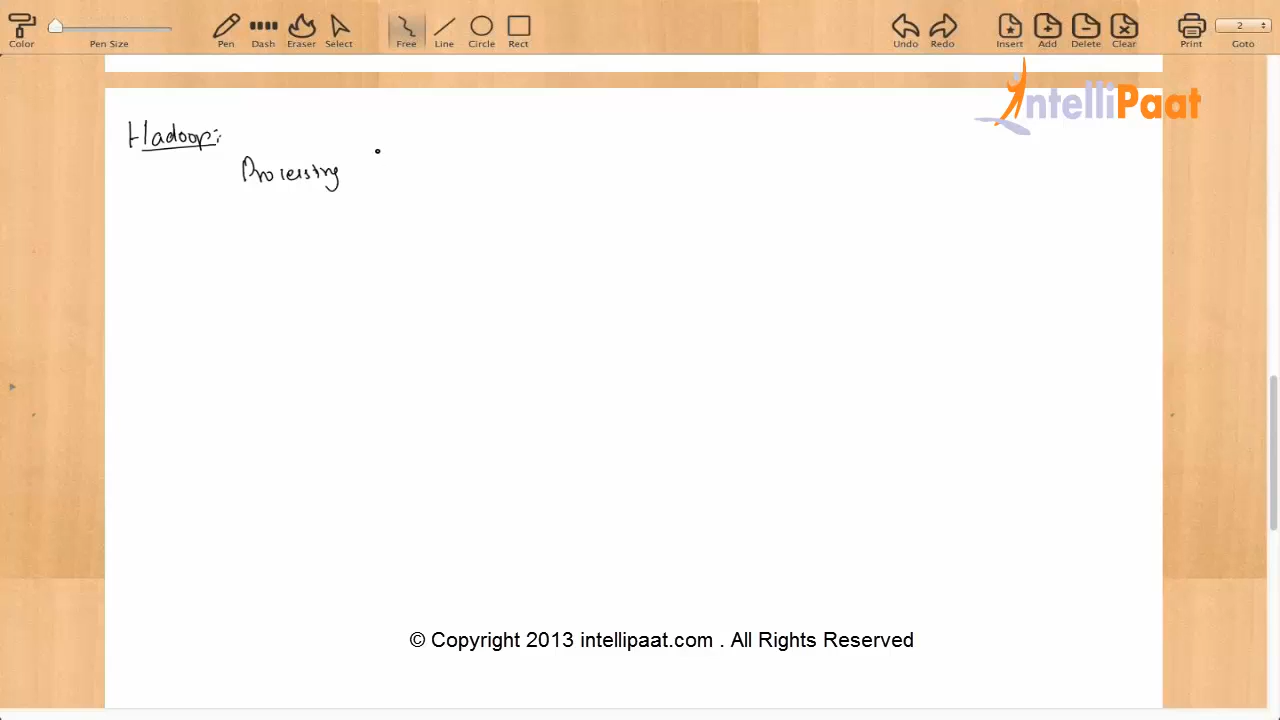 Color
Pen Size
Pen Dash Eraser Select
Free Line Circle Rect
Undo Redo
Insert Add Delete Clear
Print
2
Goto
intelliPaat
Hadoop:
Processing
© Copyright 2013 intellipaat.com . All Rights Reserved